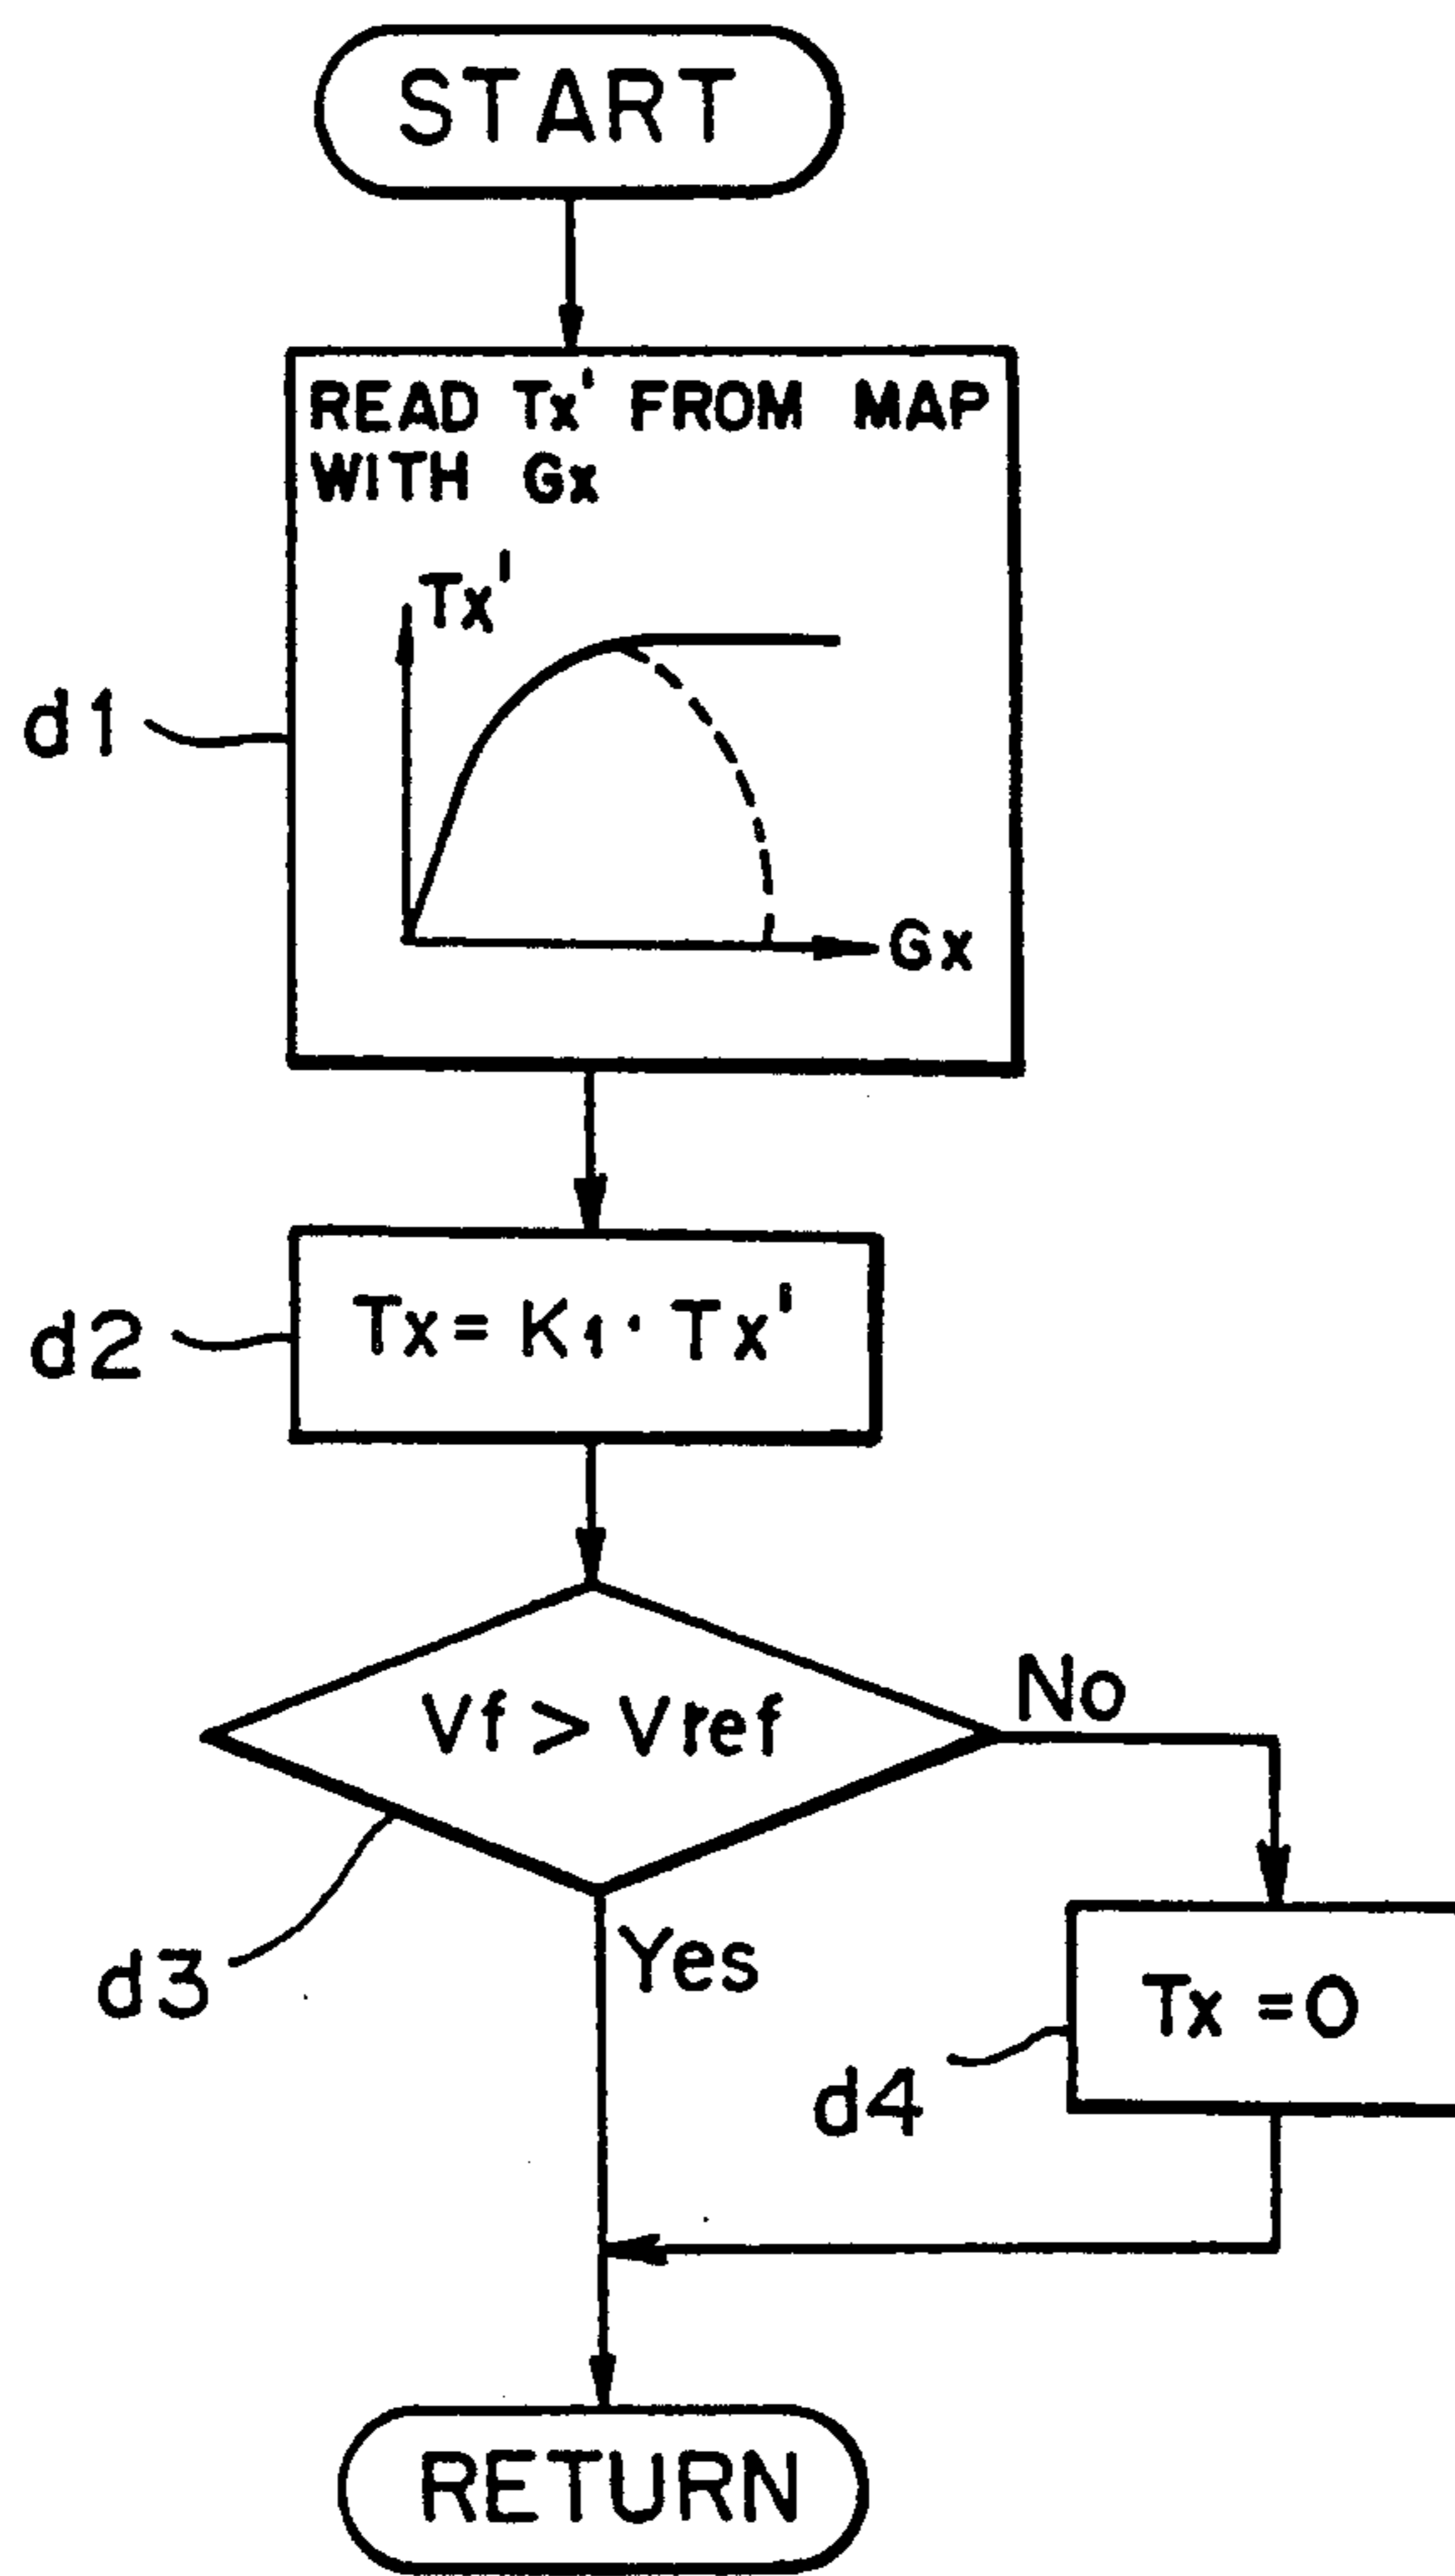 START
READ Tx' FROM MAP
WITH Gx
Tx'
d1
Gx
d2
Tx = K1 · Tx'
Vf > Vref
No
d3
Yes
Tx = 0
d4
RETURN